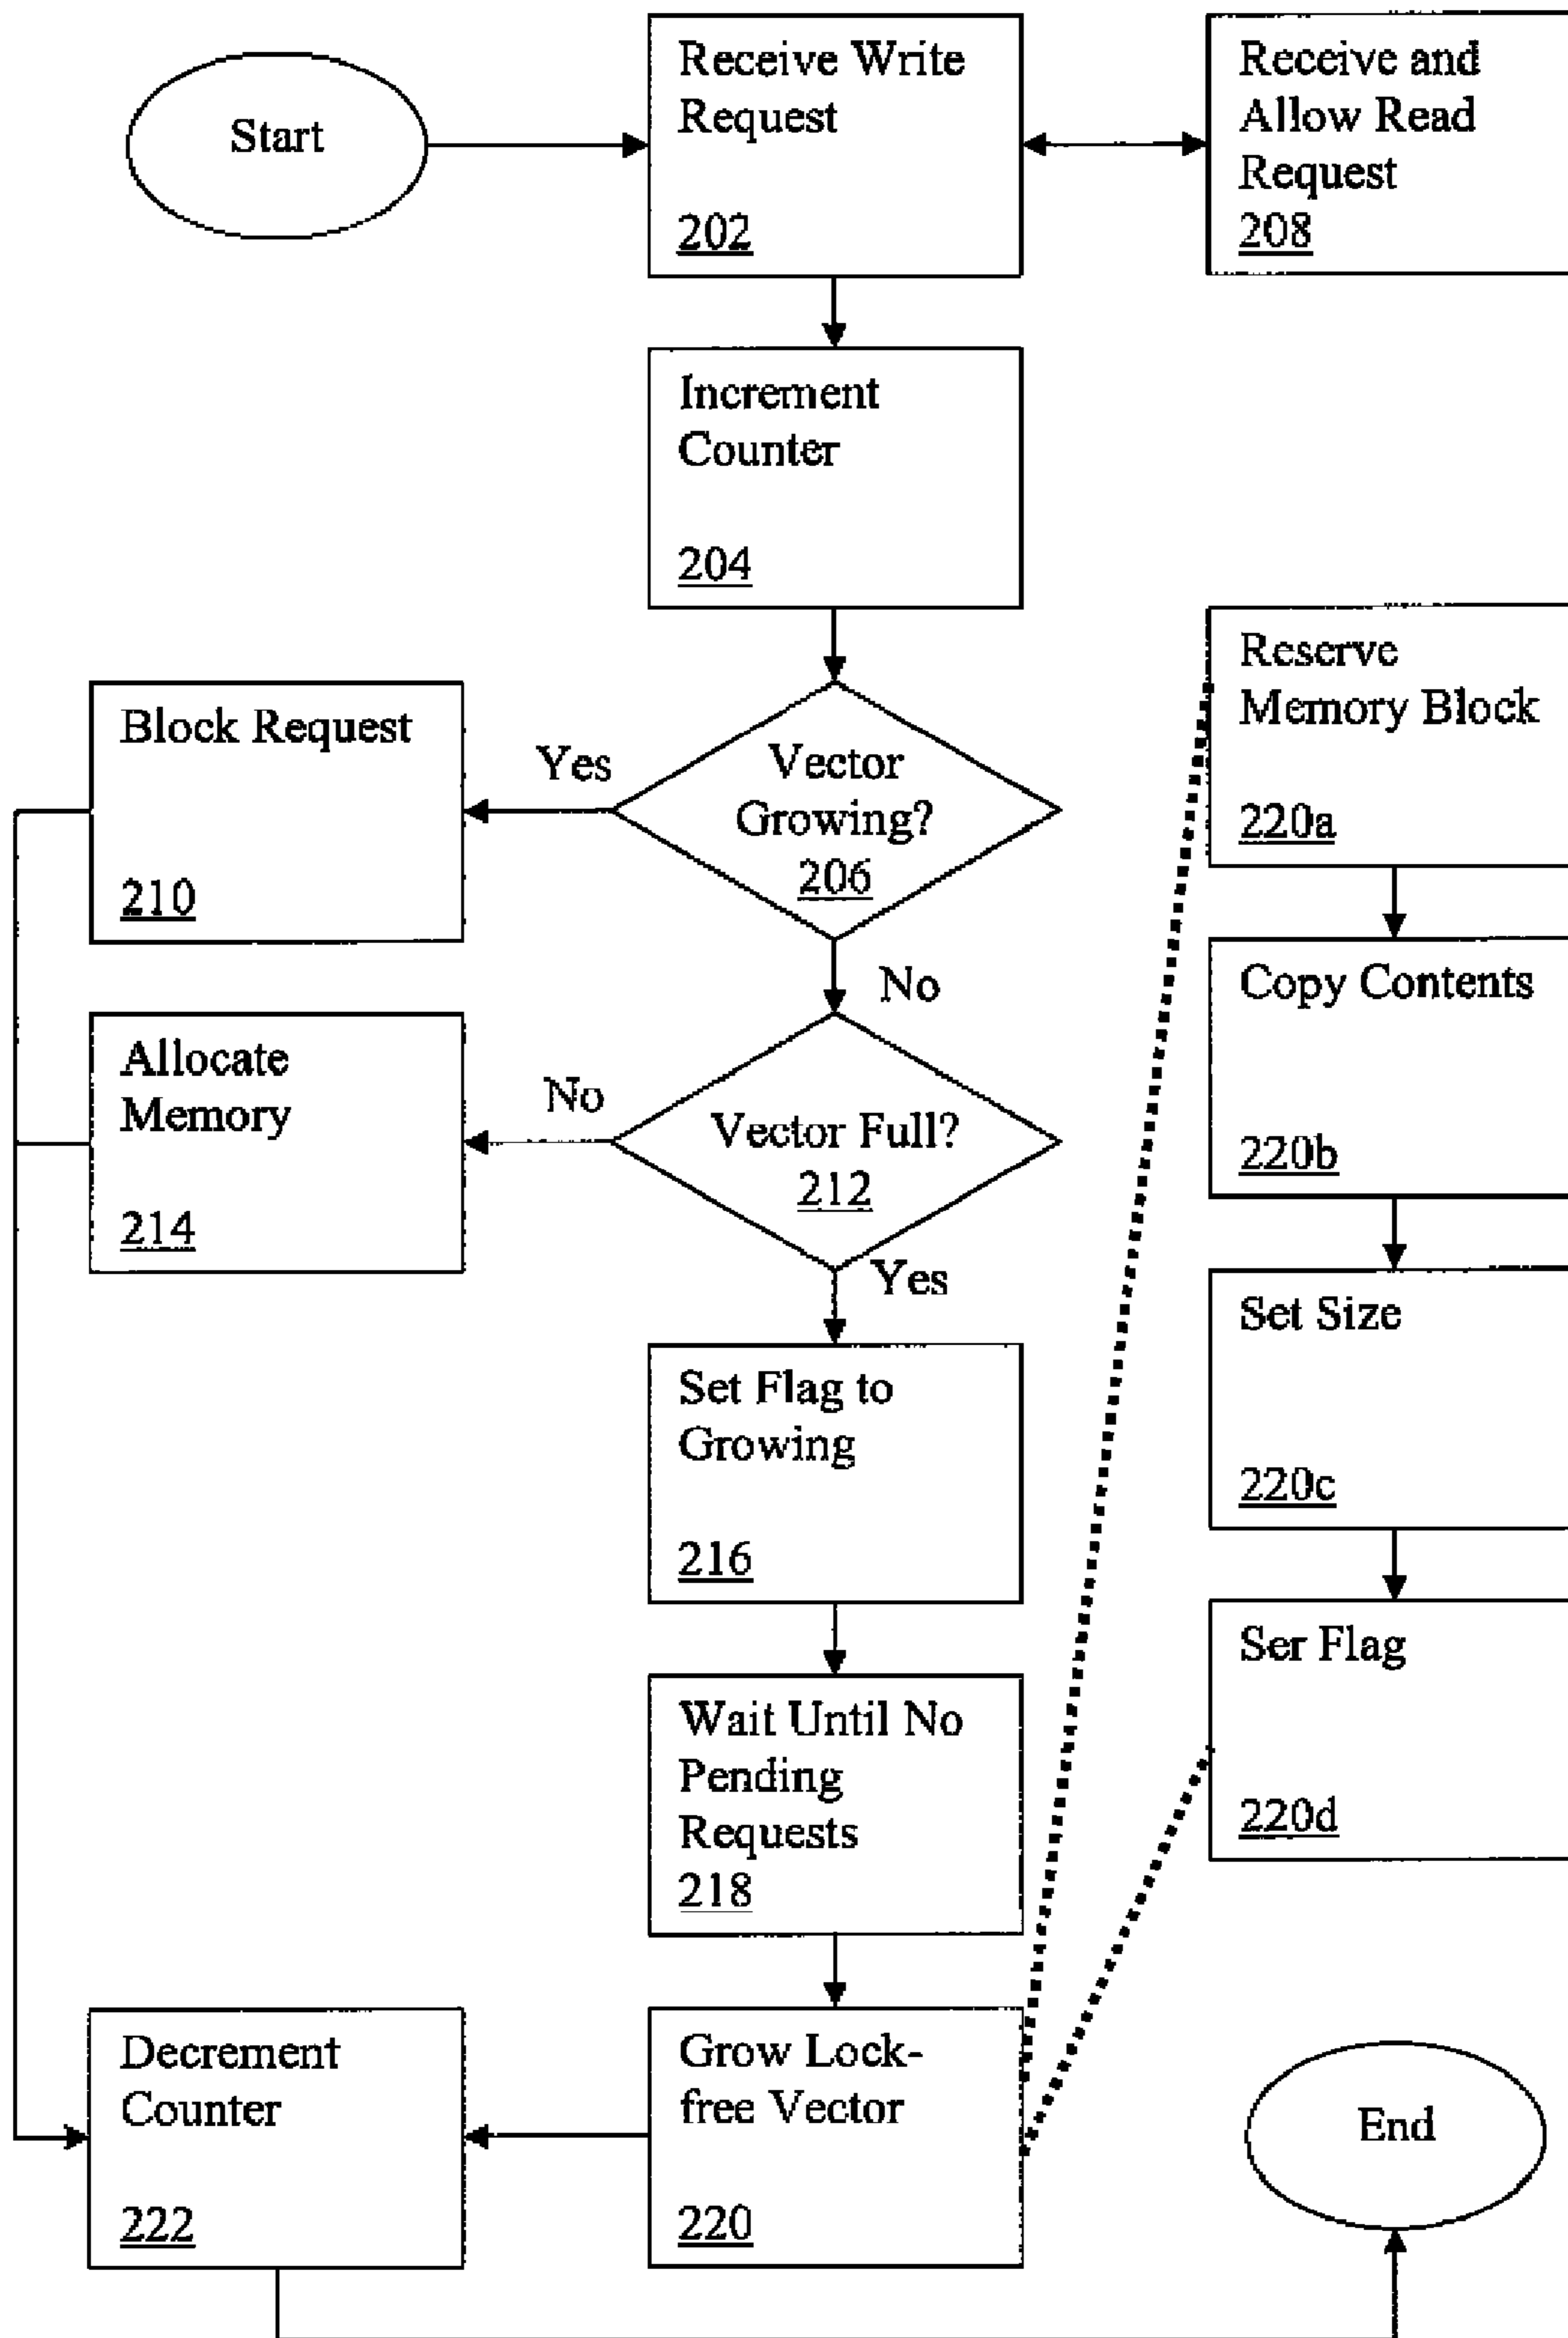 Start
Receive Write
Request
202
Receive and
Allow Read
Request
208
Increment
Counter
204
Reserve
Memory Block
220a
Block Request
210
Yes
Vector
Growing?
206
No
Copy Contents
220b
Allocate
Memory
214
No
Vector Full?
212
Yes
Set Size
220c
Set Flag to
Growing
216
Ser Flag
220d
Wait Until No
Pending
Requests
218
Decrement
Counter
222
Grow Lock-
free Vector
220
End